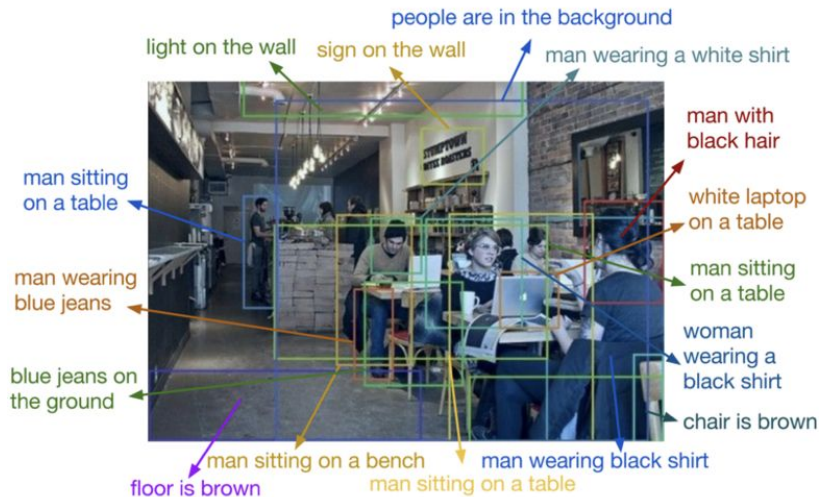 people are in the background
light on the wall
sign on the wall
man wearing a white shirt
man with
black hair
STUMPTOWN
COFFEE ROASTERS
man sitting
on a table
white laptop
on a table
man wearing
blue jeans
man sitting
on a table
woman
wearing a
black shirt
blue jeans on
the ground
chair is brown
man sitting on a bench
man wearing black shirt
floor is brown
man sitting on a table